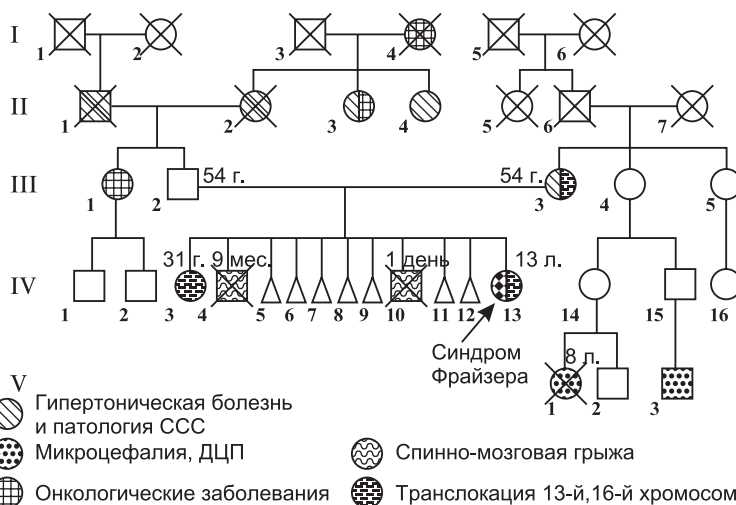 I
1 2 3 4 5 6
II
1 2 3 4 5 6 7
54 г. 54 г.
III
1 2 3 4 5
31 г. 9 мес. 1 день 13 л.
IV
1 2 3 4 5 6 7 8 9 10 11 12 13 14 15 16
Синдром
Фрайзера
8 л.
V
1 2 3
Гипертоническая болезнь
и патология ССС
Микроцефалия, ДЦП
Спинно-мозговая грыжа
Онкологические заболевания
Транслокация 13-й,16-й хромосом